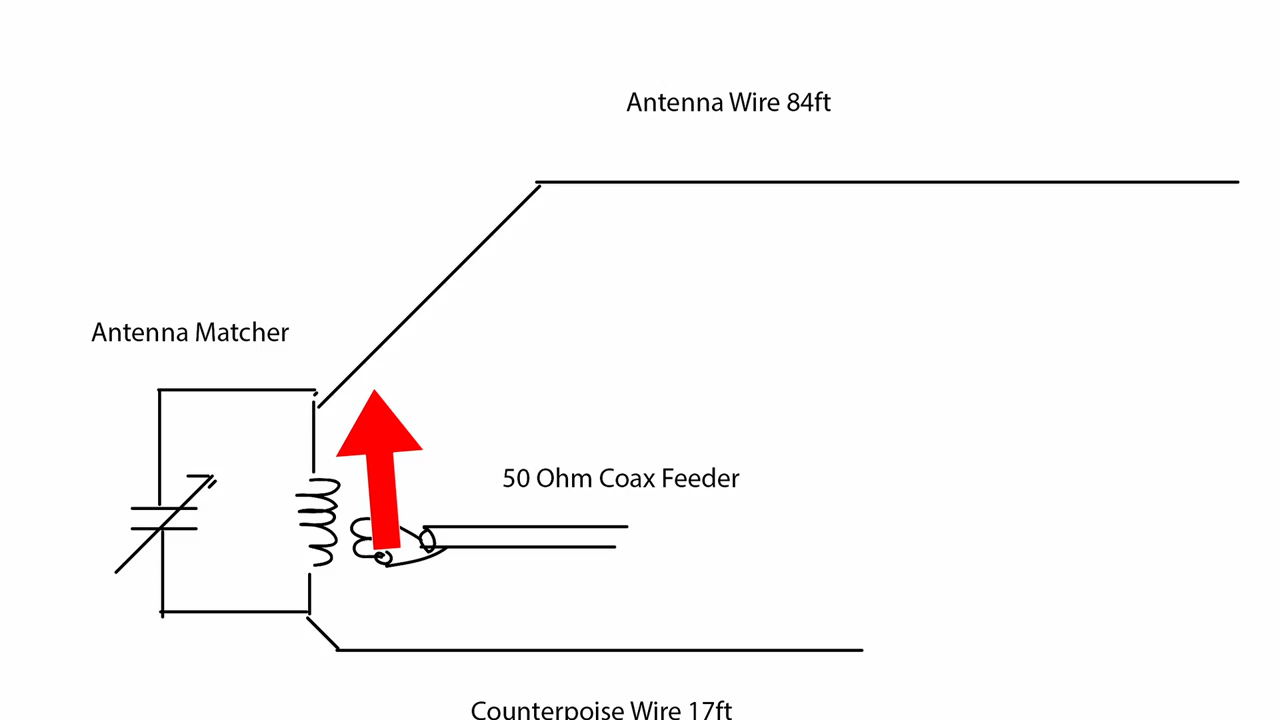 Antenna Wire 84ft
Antenna Matcher
50 Ohm Coax Feeder
Counterpoise Wire 17ft